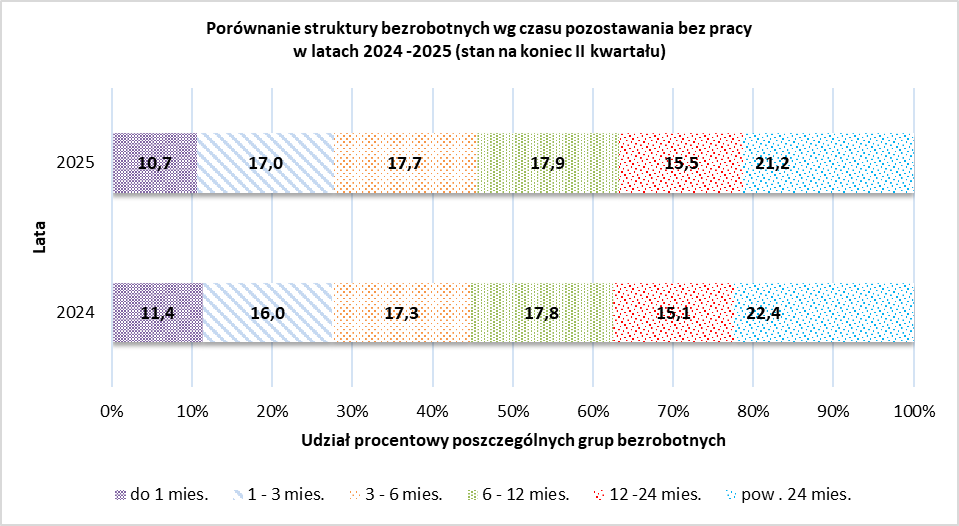 Porównanie struktury bezrobotnych wg czasu pozostawania bez pracy
w latach 2024 -2025 (stan na koniec II kwartału)
2025
10,7 17,0 17,7 17,9 15,5 21,2
Lata
2024
11,4 16,0 17,3 17,8 15,1 22,4
0% 10% 20% 30% 40% 50% 60% 70% 80% 90% 100%
Udział procentowy poszczególnych grup bezrobotnych
do 1 mies. 1 - 3 mies. 3 - 6 mies. 6 - 12 mies. 12 -24 mies. pow . 24 mies.